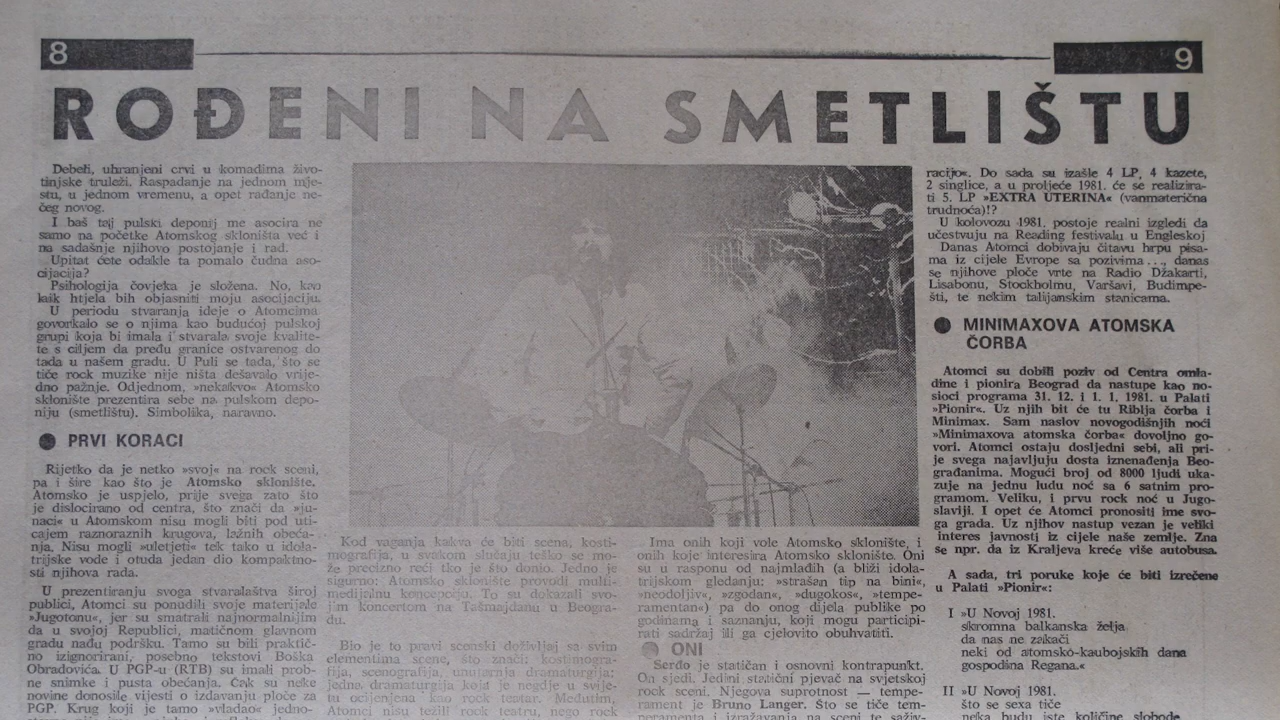 8
9
ROĐENI NA SMETLIŠTU
Debeli, uhranjeni crvi u komadima živo-
tinjske truleži. Raspadanje na jednom mje-
stu, u jednom vremenu, a opet rađanje ne-
čeg novog.
I baš taj pulski deponij me asocira ne
samo na početke Atomskog skloništa već i
na sadašnje njihovo postojanje i rad.
Upitat ćete odakle ta pomalo čudna aso-
cijacija?
Psihologija čovjeka je složena. No, kao
laik htjela bih objasniti moju asocijaciju.
U periodu stvaranja ideje o Atomcima
govorkalo se o njima kao budućoj pulskoj
grupi koja bi imala i stvarala svoje kvalite-
te s ciljem da pređu granice ostvarenog do
tada u našem gradu. U Puli se tada, što se
tiče rock muzike nije ništa dešavalo vrije-
dno pažnje. Odjednom, »nekakvo« Atomsko
sklonište prezentira sebe na pulskom depo-
niju (smetlištu). Simbolika, naravno.
PRVI KORACI
Rijetko da je netko »svoj« na rock sceni,
pa i šire kao što je Atomsko sklonište.
Atomsko je uspjelo, prije svega zato što
je dislocirano od centra, što znači da »ju-
naci« u Atomskom nisu mogli biti pod uti-
cajem raznoraznih krugova, lažnih obeća-
nja. Nisu mogli »uletjeti« tek tako u idola-
trijske vode i otuda jedan dio kompaktno-
sti njihova rada.
U prezentiranju svoga stvaralaštva široj
publici, Atomci su ponudili svoje materijale
»Jugotonu«, jer su smatrali najnormalnijim
da u svojoj Republici, matičnom glavnom
gradu nađu podršku. Tamo su bili praktič-
no izignorirani, posebno tekstovi Boška
Obradovića. U PGP-u (RTB) su imali prob-
ne snimke i pusta obećanja. Čak su neke
novine donosile vijesti o izdavanju ploče za
PGP. Krug koji je tamo »vladao« jedno-
Kod vaganja kakva će biti scena, kosti-
mografija, u svakom slučaju teško se mo-
že precizno reći tko je što donio. Jedno je
sigurno: Atomsko sklonište provodi multi-
medijalnu koncepciju. To su dokazali svo-
jim koncertom na Tašmajdanu u Beogra-
du.
Bio je to pravi scenski doživljaj sa svim
elementima scene, što znači: kostimogra-
fija, scenografija, unutarnja dramaturgija;
jedna dramaturgija koja je negdje u svije-
tu ocijenjena kao rock teatar. Međutim,
Atomci nisu težili rock teatru, nego rock
Ima onih koji vole Atomsko sklonište, i
onih koje interesira Atomsko sklonište. Oni
su u rasponu od najmlađih (a bliži idola-
trijskom gledanju: »strašan tip na bini«,
»neodoljiv«, »zgodan«, »dugokos«, »tempe-
ramentan«) pa do onog dijela publike po
godinama i saznanju, koji mogu participi-
rati sadržaj ili ga cjelovito obuhvatiti.
ONI
Serđo je statičan i osnovni kontrapunkt.
On sjedi. Jedini statični pjevač na svjetskoj
rock sceni. Njegova suprotnost — tempe-
rament je Bruno Langer. Što se tiče tem-
peramenta i izražavanja na sceni te saživ-
racijo«. Do sada su izašle 4 LP, 4 kazete,
2 singlice, a u proljeće 1981. će se realizira-
ti 5. LP »EXTRA UTERINA« (vanmaterična
trudnoća)!?
U kolovozu 1981. postoje realni izgledi da
učestvuju na Reading festivalu u Engleskoj
Danas Atomci dobivaju čitavu hrpu pisa-
ma iz cijele Evrope sa pozivima..., danas
se njihove ploče vrte na Radio Džakarti,
Lisabonu, Stockholmu, Varšavi, Budimpe-
šti, te nekim talijanskim stanicama.
MINIMAXOVA ATOMSKA
ČORBA
Atomci su dobili poziv od Centra omla-
dine i pionira Beograd da nastupe kao no-
sioci programa 31. 12. i 1. 1. 1981. u Palati
»Pionir«. Uz njih bit će tu Riblja čorba i
Minimax. Sam naslov novogodišnjih noći
»Minimaxova atomska čorba« dovoljno go-
vori. Atomci ostaju dosljedni sebi, ali pri-
je svega najavljuju dosta iznenađenja Beo-
građanima. Mogući broj od 8000 ljudi uka-
zuje na jednu ludu noć sa 6 satnim pro-
gramom. Veliku, i prvu rock noć u Jugo-
slaviji. I opet će Atomci pronositi ime svo-
ga grada. Uz njihov nastup vezan je veliki
interes javnosti iz cijele naše zemlje. Zna
se npr. da iz Kraljeva kreće više autobusa.
A sada, tri poruke koje će biti izrečene
u Palati »Pionir«:
I »U Novoj 1981.
skromna balkanska želja
da nas ne zakači
neki od atomsko-kaubojskih dana
gospodina Regana.«
II »U Novoj 1981.
što se sexa tiče
neka budu iste količine slobode